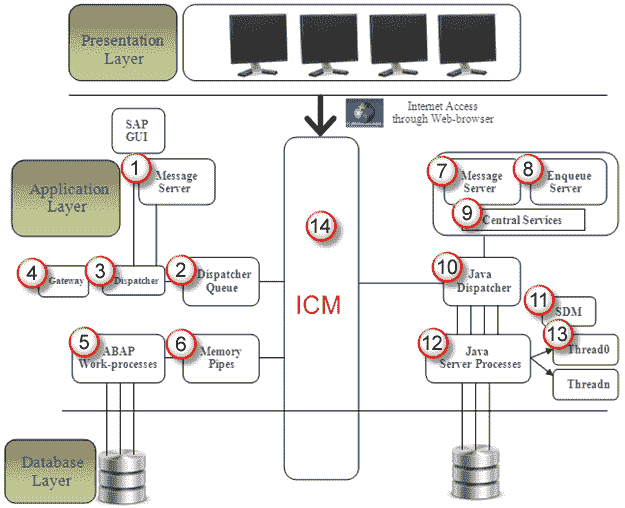 Presentation
Layer
Internet Access
through Web-browser
SAP
GUI
1
Message
Server
Application
Layer
7
Message
Server
8
Enqueue
Server
9
Central Services
14
ICM
4
Gateway
3
Dispatcher
2
Dispatcher
Queue
10
Java
Dispatcher
11
SDM
5
ABAP
Work-processes
6
Memory
Pipes
12
Java
Server Processes
13
Thread0
Threadn
Database
Layer